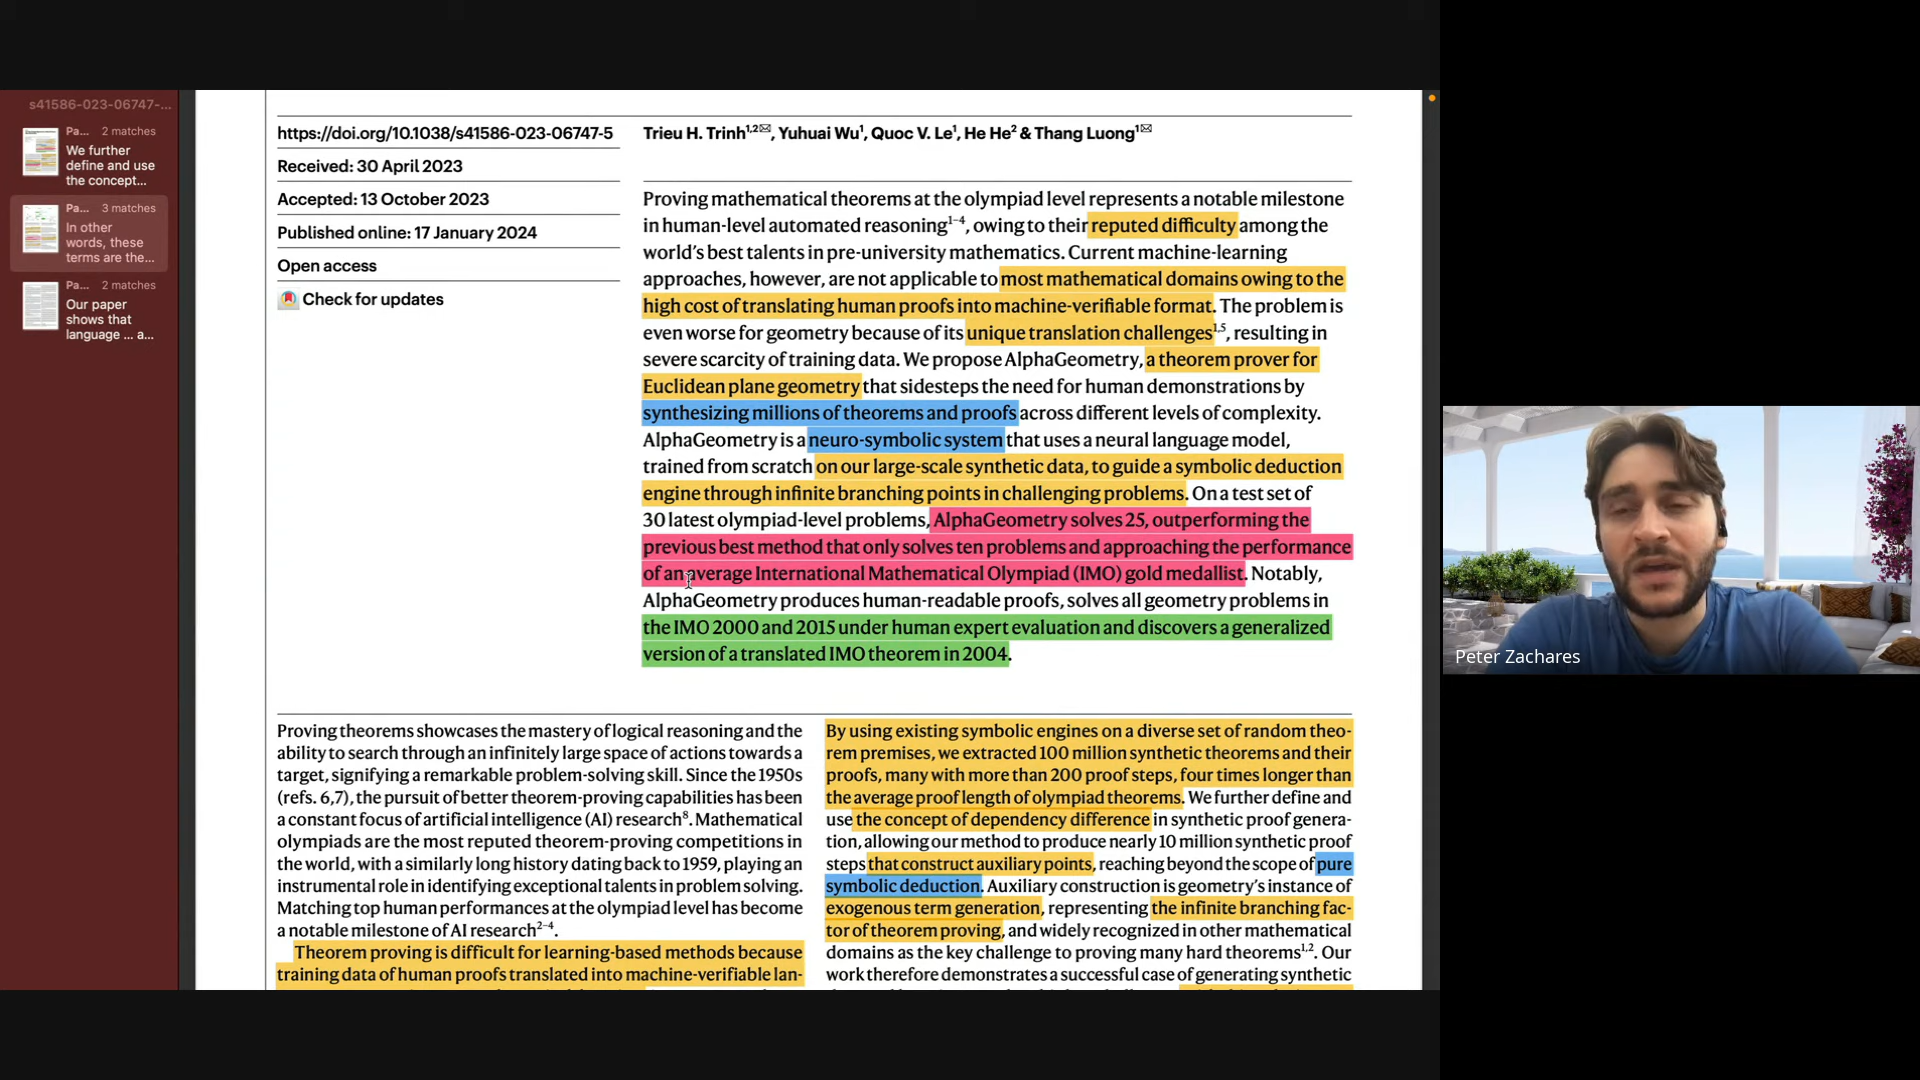 s41586-023-06747-...
Pa... 2 matches
We further
define and use
the concept...
Pa... 3 matches
In other
words, these
terms are the...
Pa... 2 matches
Our paper
shows that
language ... a...
https://doi.org/10.1038/s41586-023-06747-5
Received: 30 April 2023
Accepted: 13 October 2023
Published online: 17 January 2024
Open access
Check for updates
Trieu H. Trinh1,2✉, Yuhuai Wu1, Quoc V. Le1, He He2 & Thang Luong1✉
Proving mathematical theorems at the olympiad level represents a notable milestone
in human-level automated reasoning1–4, owing to their reputed difficulty among the
world's best talents in pre-university mathematics. Current machine-learning
approaches, however, are not applicable to most mathematical domains owing to the
high cost of translating human proofs into machine-verifiable format. The problem is
even worse for geometry because of its unique translation challenges1,5, resulting in
severe scarcity of training data. We propose AlphaGeometry, a theorem prover for
Euclidean plane geometry that sidesteps the need for human demonstrations by
synthesizing millions of theorems and proofs across different levels of complexity.
AlphaGeometry is a neuro-symbolic system that uses a neural language model,
trained from scratch on our large-scale synthetic data, to guide a symbolic deduction
engine through infinite branching points in challenging problems. On a test set of
30 latest olympiad-level problems, AlphaGeometry solves 25, outperforming the
previous best method that only solves ten problems and approaching the performance
of an average International Mathematical Olympiad (IMO) gold medallist. Notably,
AlphaGeometry produces human-readable proofs, solves all geometry problems in
the IMO 2000 and 2015 under human expert evaluation and discovers a generalized
version of a translated IMO theorem in 2004.
Proving theorems showcases the mastery of logical reasoning and the
ability to search through an infinitely large space of actions towards a
target, signifying a remarkable problem-solving skill. Since the 1950s
(refs. 6,7), the pursuit of better theorem-proving capabilities has been
a constant focus of artificial intelligence (AI) research8. Mathematical
olympiads are the most reputed theorem-proving competitions in
the world, with a similarly long history dating back to 1959, playing an
instrumental role in identifying exceptional talents in problem solving.
Matching top human performances at the olympiad level has become
a notable milestone of AI research2–4.
Theorem proving is difficult for learning-based methods because
training data of human proofs translated into machine-verifiable lan-
By using existing symbolic engines on a diverse set of random theo-
rem premises, we extracted 100 million synthetic theorems and their
proofs, many with more than 200 proof steps, four times longer than
the average proof length of olympiad theorems. We further define and
use the concept of dependency difference in synthetic proof genera-
tion, allowing our method to produce nearly 10 million synthetic proof
steps that construct auxiliary points, reaching beyond the scope of pure
symbolic deduction. Auxiliary construction is geometry's instance of
exogenous term generation, representing the infinite branching fac-
tor of theorem proving, and widely recognized in other mathematical
domains as the key challenge to proving many hard theorems1,2. Our
work therefore demonstrates a successful case of generating synthetic
Peter Zachares